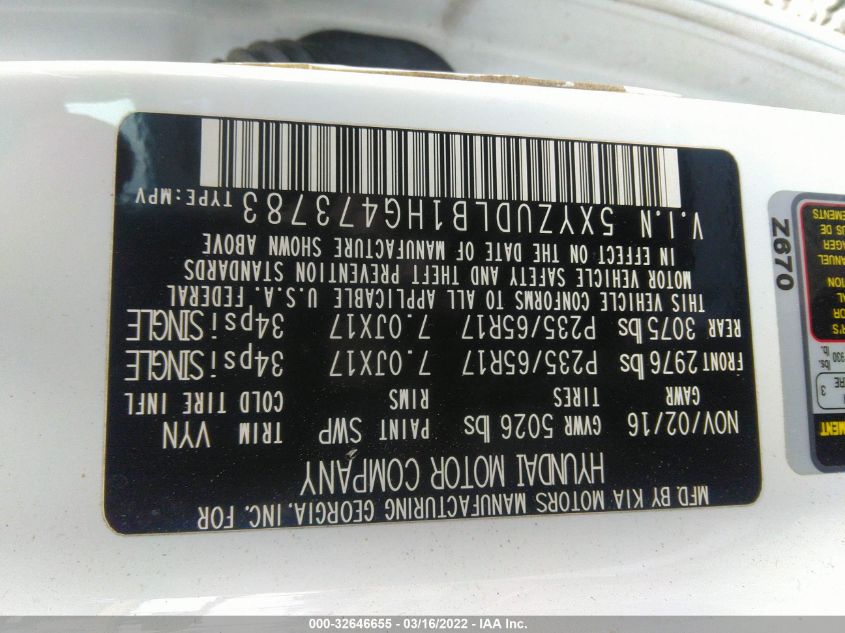 MFD. BY KIA MOTORS MANUFACTURING GEORGIA, INC. FOR
HYUNDAI MOTOR COMPANY
NOV/02/16 GVWR 5026 lbs PAINT SWP TRIM VYN
GAWR TIRES RIMS COLD TIRE INFL
FRONT 2976 lbs P235/65R17 7.0JX17 34psi SINGLE
REAR 3075 lbs P235/65R17 7.0JX17 34psi SINGLE
THIS VEHICLE CONFORMS TO ALL APPLICABLE U.S.A. FEDERAL
MOTOR VEHICLE SAFETY AND THEFT PREVENTION STANDARDS
IN EFFECT ON THE DATE OF MANUFACTURE SHOWN ABOVE
V.I.N 5XYZUDLB1HG473783 TYPE:MPV
Z670
930
lbs.
lb.
3
000-32646655 - 03/16/2022 - IAA Inc.